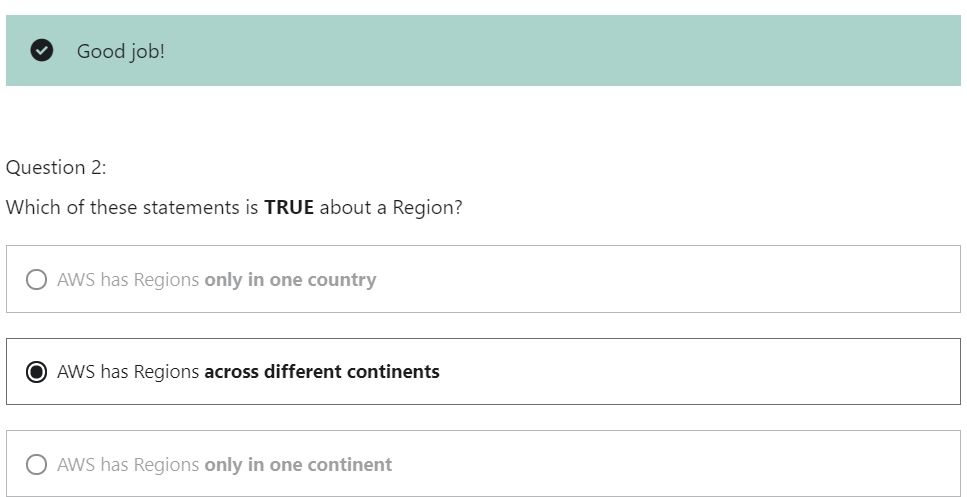 Good job!
Question 2:
Which of these statements is TRUE about a Region?
AWS has Regions only in one country
AWS has Regions across different continents
AWS has Regions only in one continent